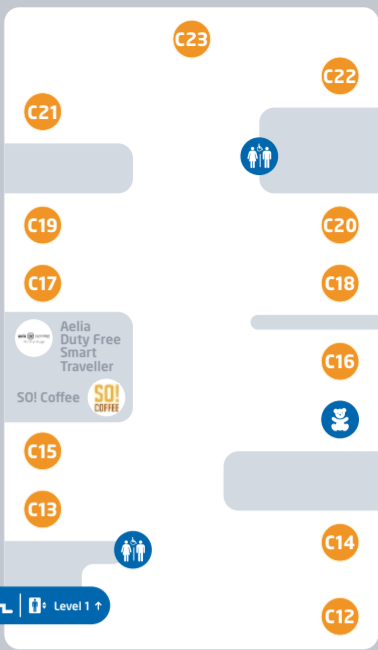 C23
C22
C21
C19
C20
C17
C18
Aelia
Duty Free
Smart
Traveller
C16
SO! Coffee
SO!
COFFEE
C15
C13
C14
Level 1 ↑
C12